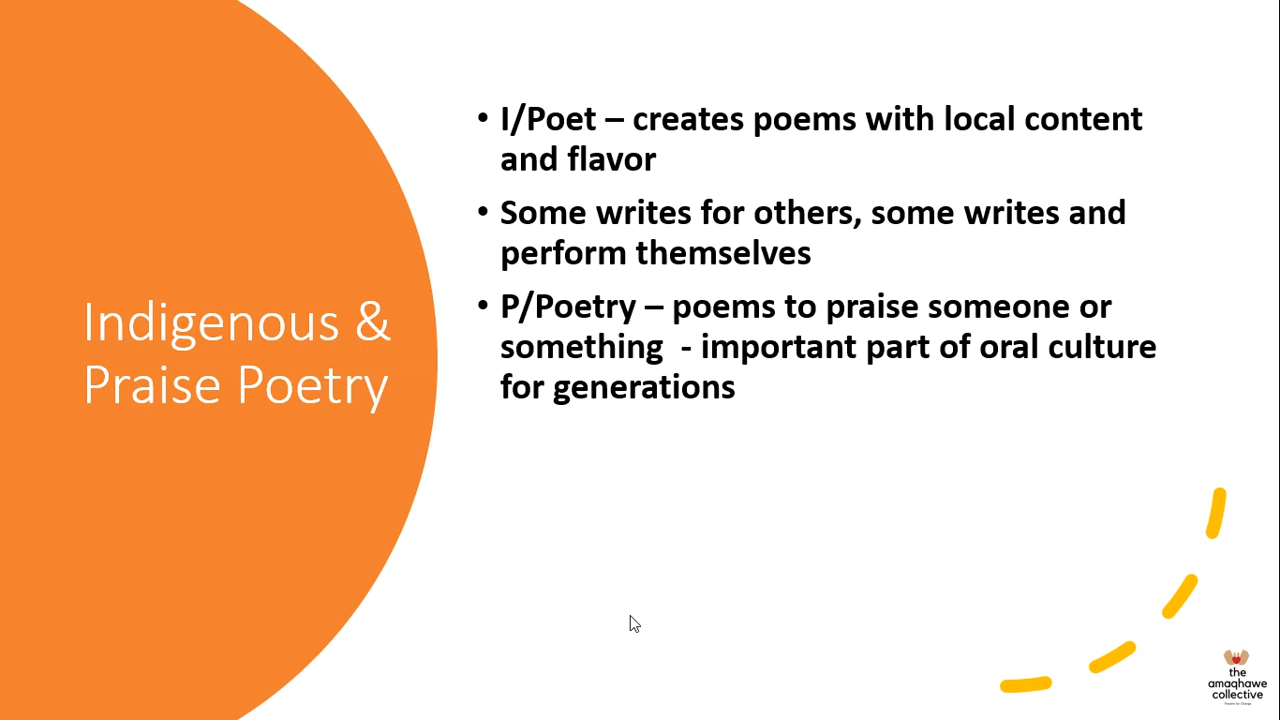 Indigenous &
Praise Poetry
• I/Poet – creates poems with local content
and flavor
• Some writes for others, some writes and
perform themselves
• P/Poetry – poems to praise someone or
something  - important part of oral culture
for generations
the
amaqhawe
collective